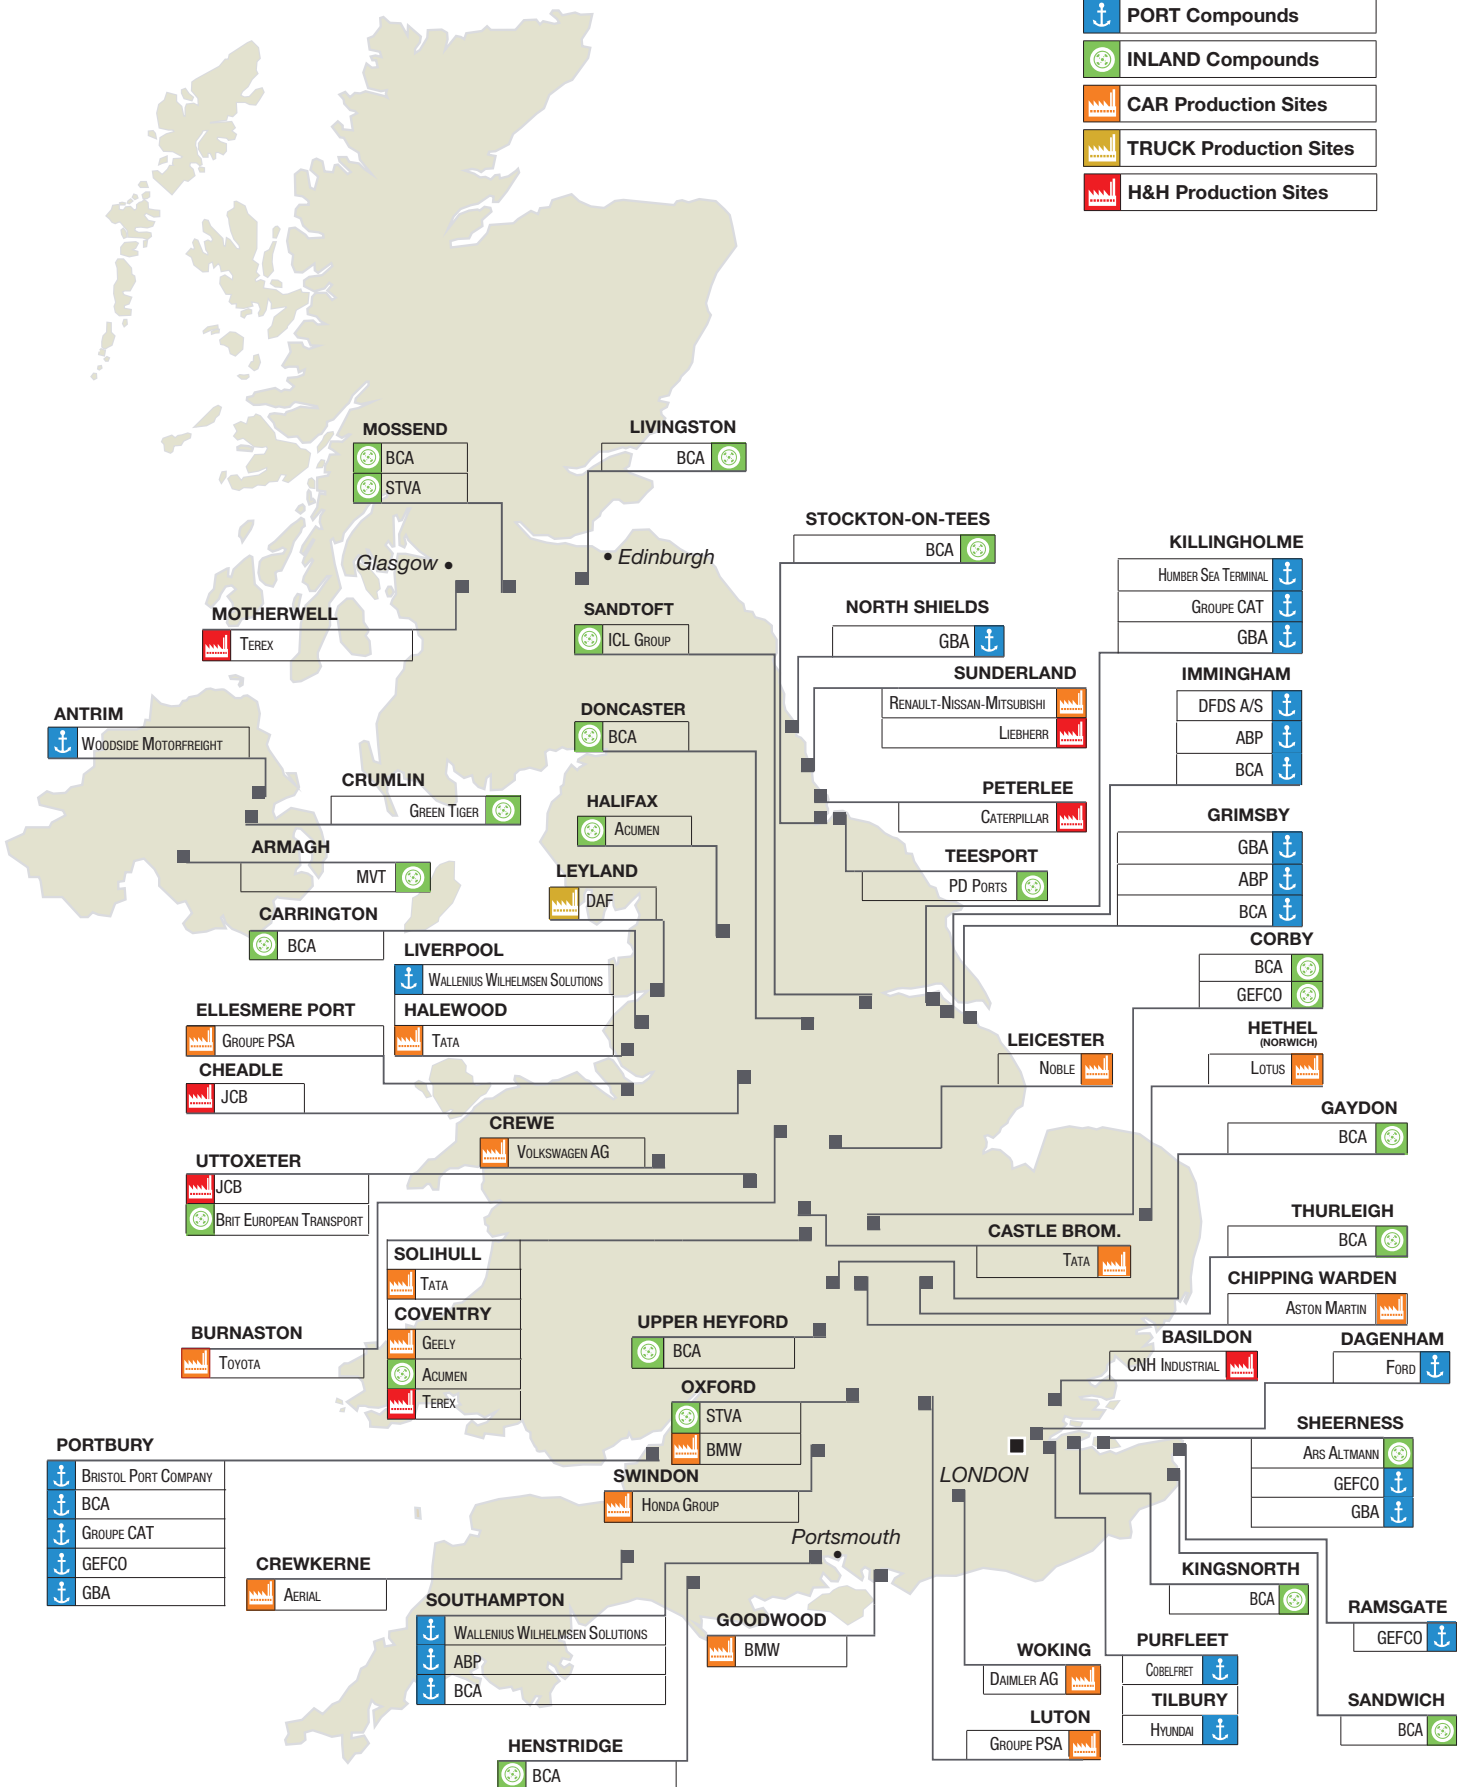 PORT Compounds
INLAND Compounds
CAR Production Sites
TRUCK Production Sites
H&H Production Sites
MOSSEND
BCA
STVA
LIVINGSTON
BCA
Glasgow
Edinburgh
STOCKTON-ON-TEES
BCA
KILLINGHOLME
HUMBER SEA TERMINAL
GROUPE CAT
GBA
MOTHERWELL
TEREX
SANDTOFT
ICL GROUP
NORTH SHIELDS
GBA
SUNDERLAND
RENAULT-NISSAN-MITSUBISHI
LIEBHERR
IMMINGHAM
DFDS A/S
ABP
BCA
ANTRIM
WOODSIDE MOTORFREIGHT
DONCASTER
BCA
CRUMLIN
GREEN TIGER
HALIFAX
ACUMEN
PETERLEE
CATERPILLAR
GRIMSBY
GBA
ABP
BCA
ARMAGH
MVT
LEYLAND
DAF
TEESPORT
PD PORTS
CARRINGTON
BCA
LIVERPOOL
WALLENIUS WILHELMSEN SOLUTIONS
HALEWOOD
TATA
CORBY
BCA
GEFCO
ELLESMERE PORT
GROUPE PSA
CHEADLE
JCB
LEICESTER
NOBLE
HETHEL
(NORWICH)
LOTUS
CREWE
VOLKSWAGEN AG
GAYDON
BCA
UTTOXETER
JCB
BRIT EUROPEAN TRANSPORT
THURLEIGH
BCA
CASTLE BROM.
TATA
SOLIHULL
TATA
COVENTRY
GEELY
ACUMEN
TEREX
CHIPPING WARDEN
ASTON MARTIN
BURNASTON
TOYOTA
UPPER HEYFORD
BCA
BASILDON
CNH INDUSTRIAL
DAGENHAM
FORD
OXFORD
STVA
BMW
SHEERNESS
ARS ALTMANN
GEFCO
GBA
PORTBURY
BRISTOL PORT COMPANY
BCA
GROUPE CAT
GEFCO
GBA
SWINDON
HONDA GROUP
LONDON
Portsmouth
CREWKERNE
AERIAL
KINGSNORTH
BCA
SOUTHAMPTON
WALLENIUS WILHELMSEN SOLUTIONS
ABP
BCA
GOODWOOD
BMW
RAMSGATE
GEFCO
WOKING
DAIMLER AG
PURFLEET
COBELFRET
TILBURY
HYUNDAI
SANDWICH
BCA
LUTON
GROUPE PSA
HENSTRIDGE
BCA